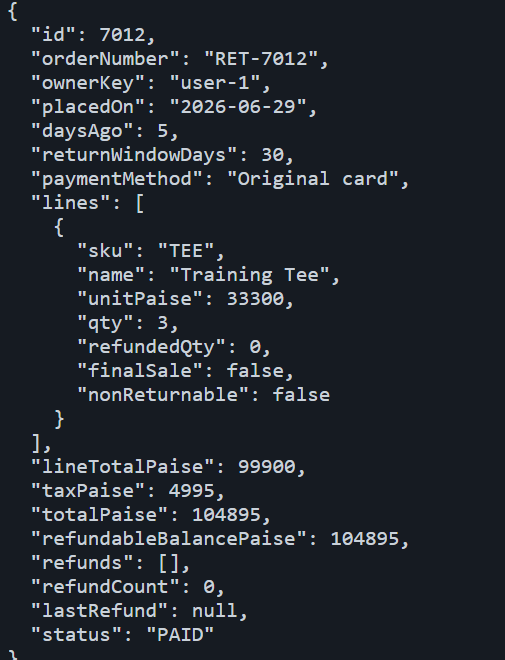 {
  "id": 7012,
  "orderNumber": "RET-7012",
  "ownerKey": "user-1",
  "placedOn": "2026-06-29",
  "daysAgo": 5,
  "returnWindowDays": 30,
  "paymentMethod": "Original card",
  "lines": [
    {
      "sku": "TEE",
      "name": "Training Tee",
      "unitPaise": 33300,
      "qty": 3,
      "refundedQty": 0,
      "finalSale": false,
      "nonReturnable": false
    }
  ],
  "lineTotalPaise": 99900,
  "taxPaise": 4995,
  "totalPaise": 104895,
  "refundableBalancePaise": 104895,
  "refunds": [],
  "refundCount": 0,
  "lastRefund": null,
  "status": "PAID"
}